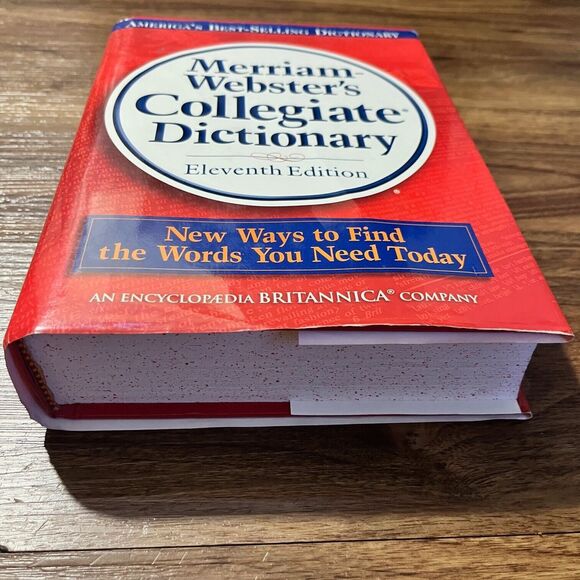 AMERICA'S BEST-SELLING DICTIONARY
Merriam-
Webster's
Collegiate®
Dictionary
Eleventh Edition
®
New Ways to Find
the Words You Need Today
AN ENCYCLOPÆDIA BRITANNICA® COMPANY